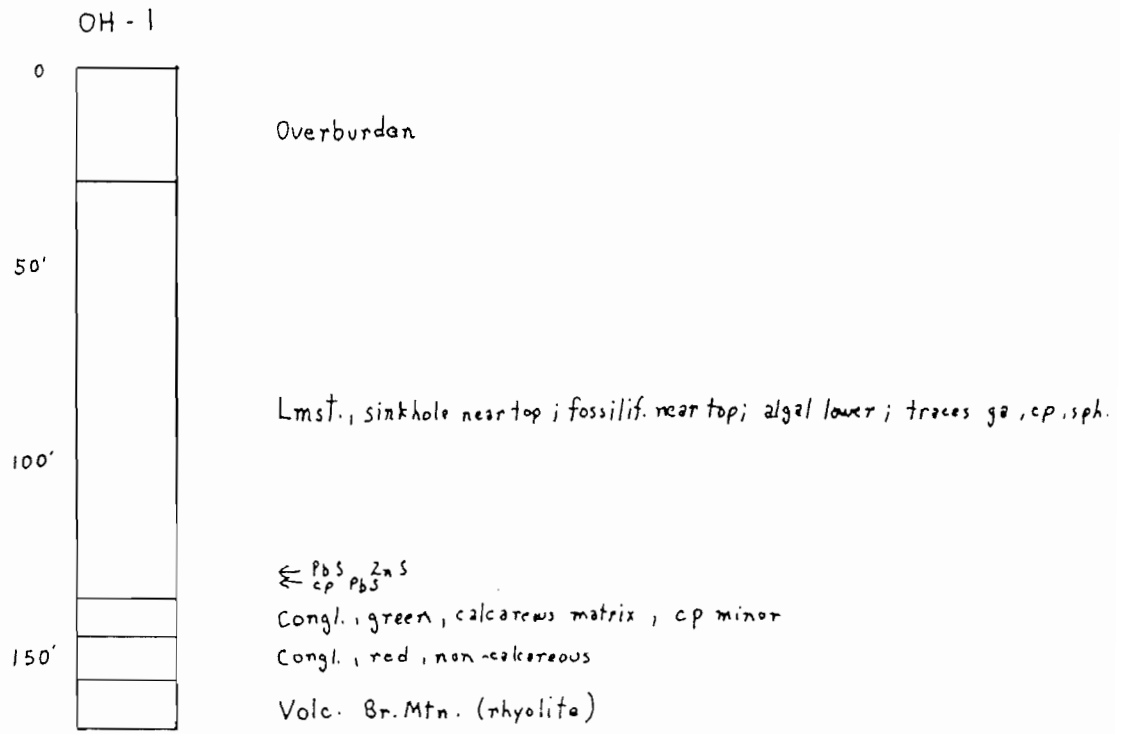 OH - 1
0
Overburden
50'
Lmst., sinkhole near top ; fossilif. near top; algal lower ; traces ga , cp , sph.
100'
← PbS ZnS
← cp PbS
Congl. , green , calcareous matrix , cp minor
150'
Congl. , red , non-calcareous
Volc. Br. Mtn. (rhyolite)